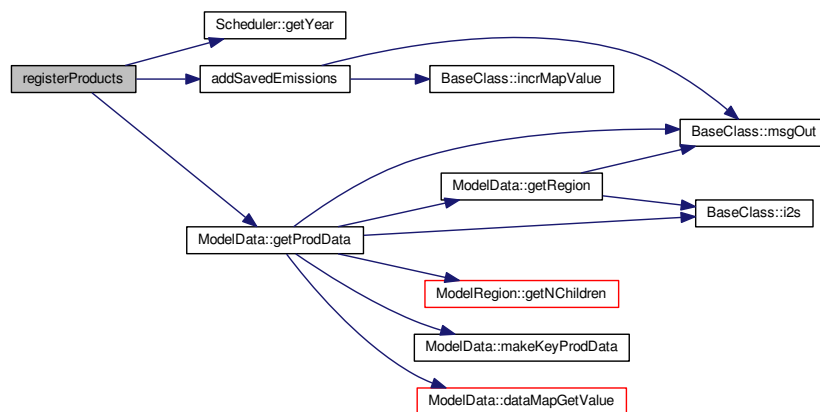 Scheduler::getYear
registerProducts
addSavedEmissions
BaseClass::incrMapValue
BaseClass::msgOut
ModelData::getRegion
BaseClass::i2s
ModelData::getProdData
ModelRegion::getNChildren
ModelData::makeKeyProdData
ModelData::dataMapGetValue